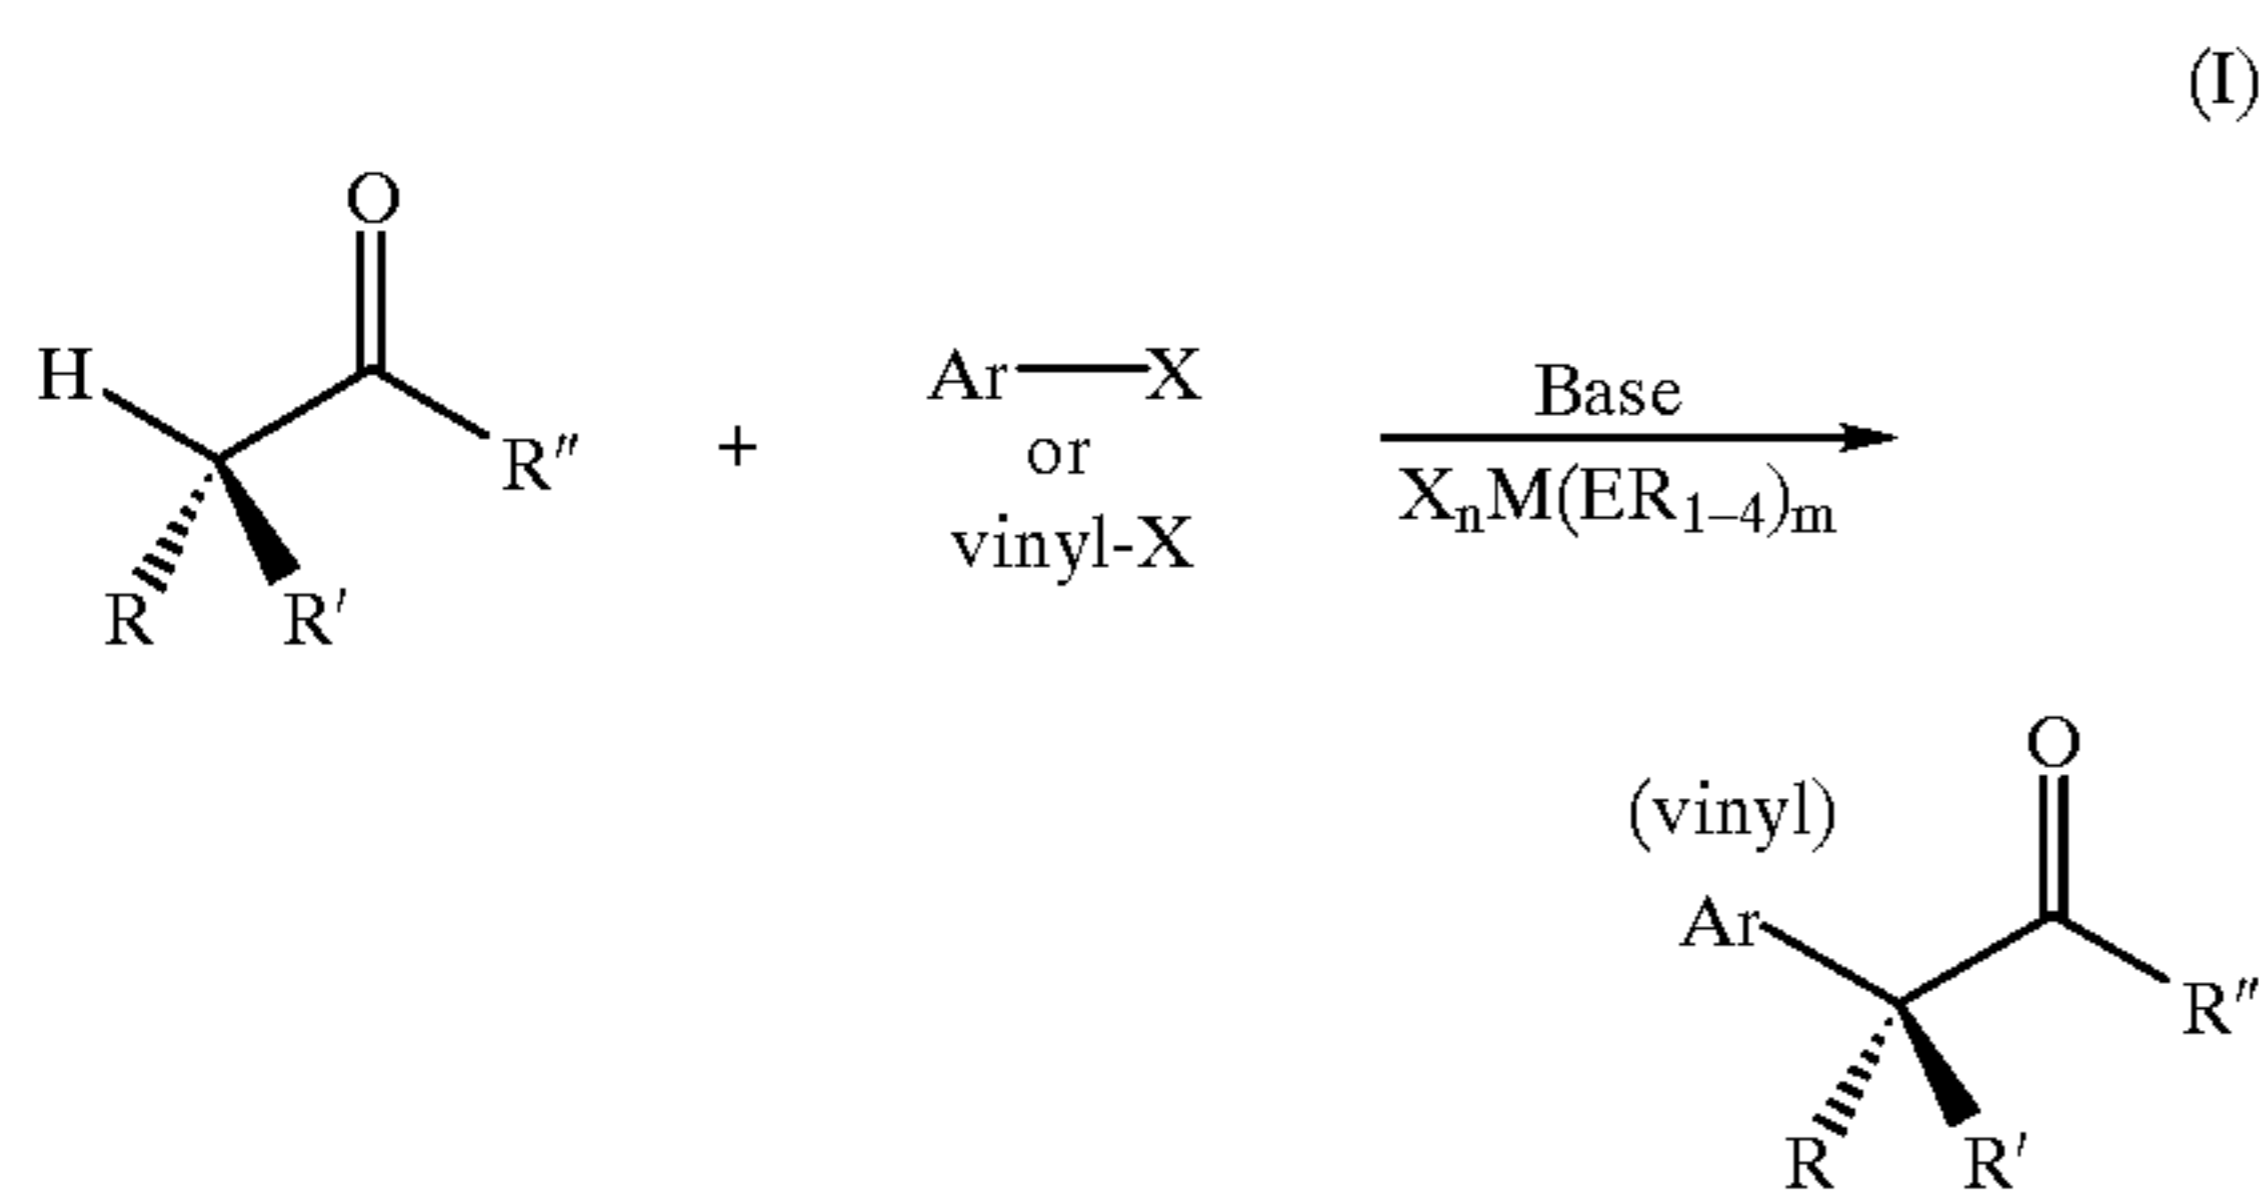 (I)
O
H
R″
R
R′
+
Ar—X
or
vinyl-X
Base
XₙM(ER₁₋₄)ₘ
(vinyl)
O
Ar
R″
R
R′